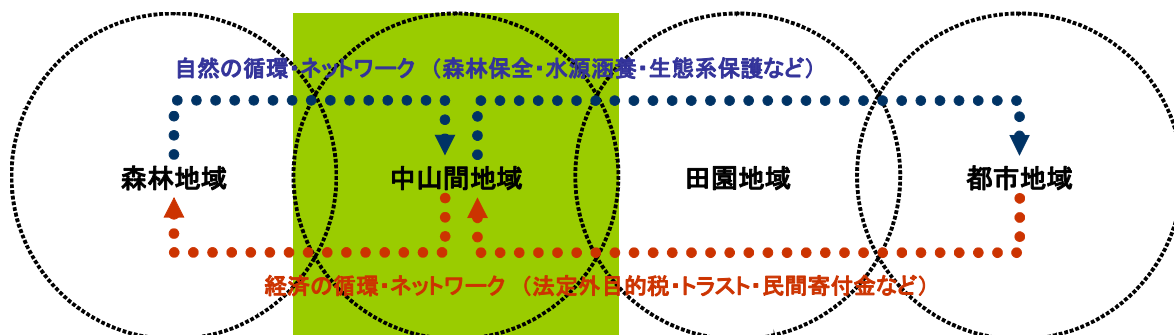 自然の循環・ネットワーク （森林保全・水源涵養・生態系保護など）
森林地域 中山間地域 田園地域 都市地域
経済の循環・ネットワーク （法定外目的税・トラスト・民間寄付金など）